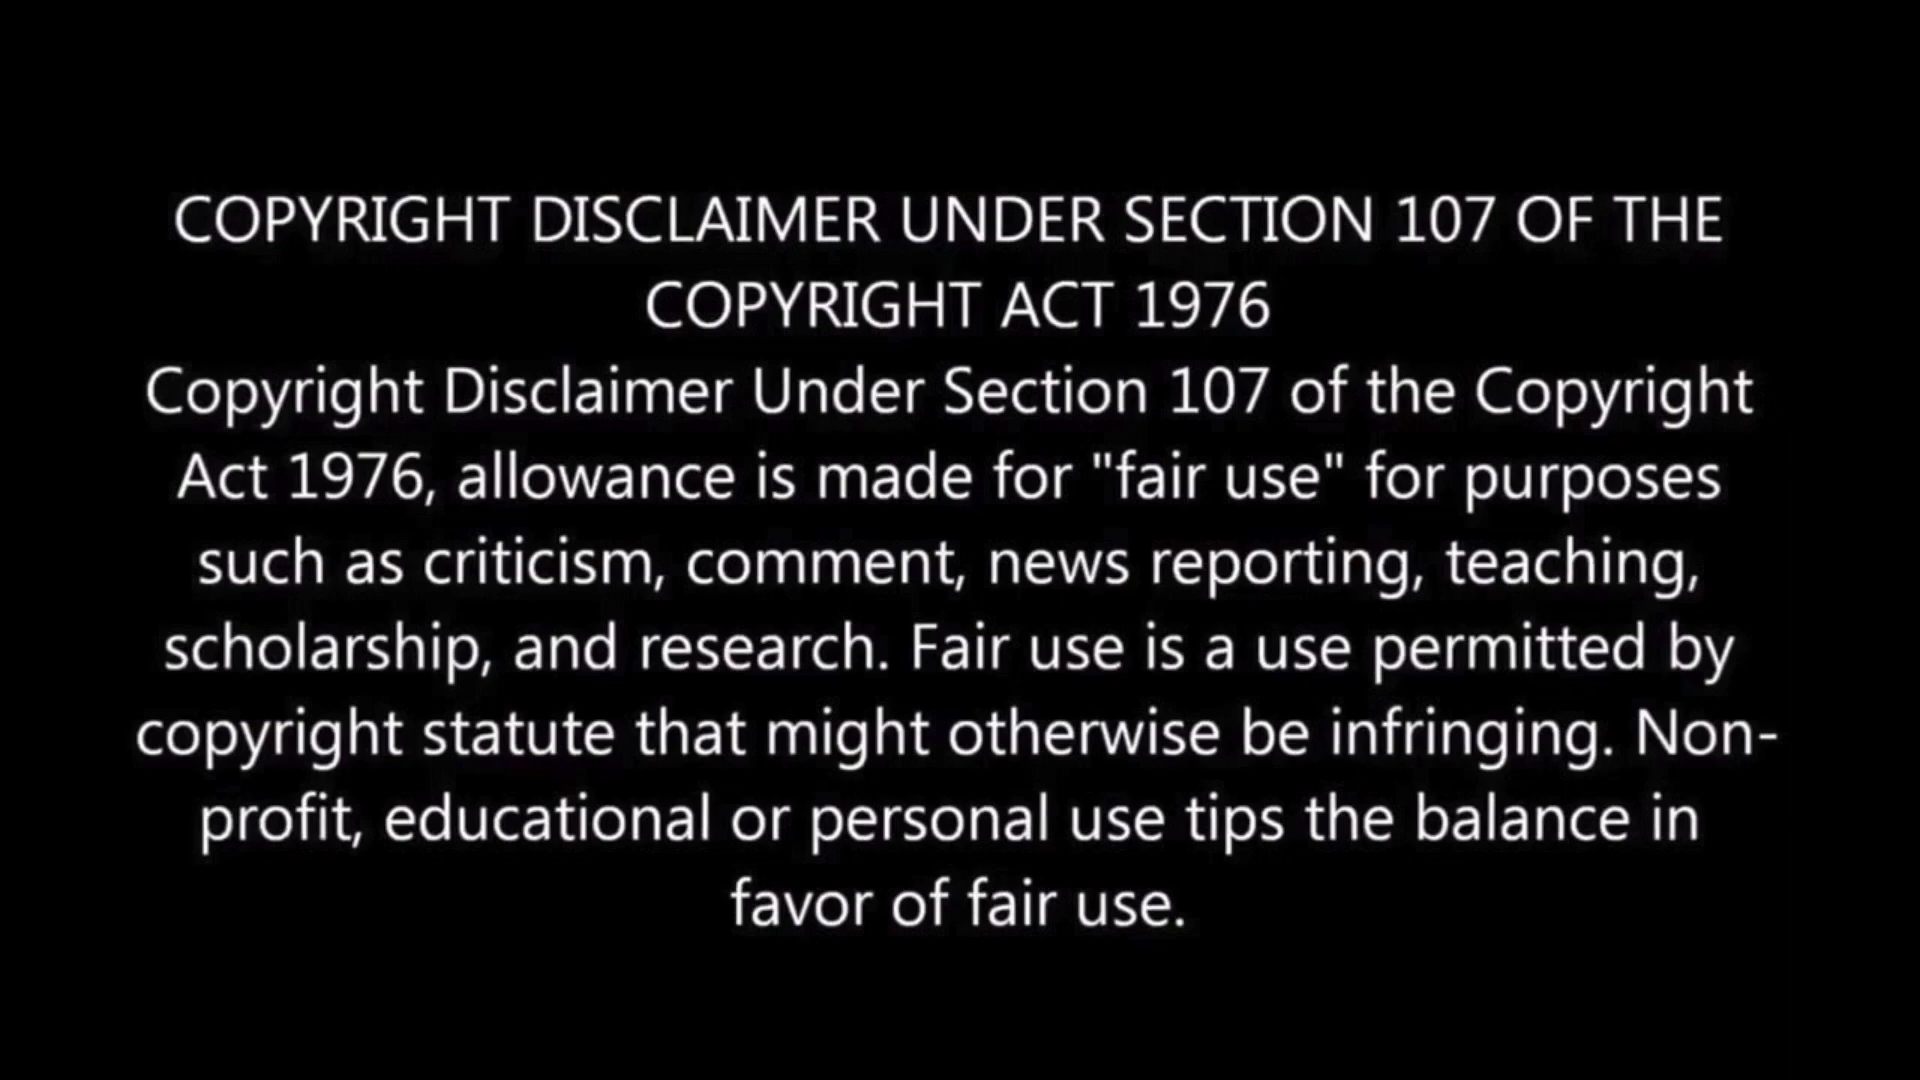 COPYRIGHT DISCLAIMER UNDER SECTION 107 OF THE
COPYRIGHT ACT 1976
Copyright Disclaimer Under Section 107 of the Copyright
Act 1976, allowance is made for "fair use" for purposes
such as criticism, comment, news reporting, teaching,
scholarship, and research. Fair use is a use permitted by
copyright statute that might otherwise be infringing. Non-
profit, educational or personal use tips the balance in
favor of fair use.